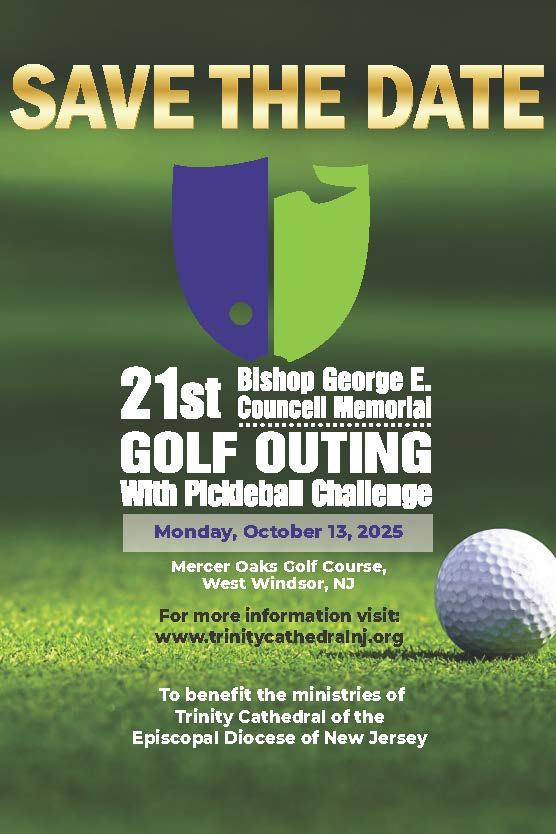 SAVE THE DATE
21st Bishop George E.
Councell Memorial
GOLF OUTING
With Pickleball Challenge
Monday, October 13, 2025
Mercer Oaks Golf Course,
West Windsor, NJ
For more information visit:
www.trinitycathedralnj.org
To benefit the ministries of
Trinity Cathedral of the
Episcopal Diocese of New Jersey